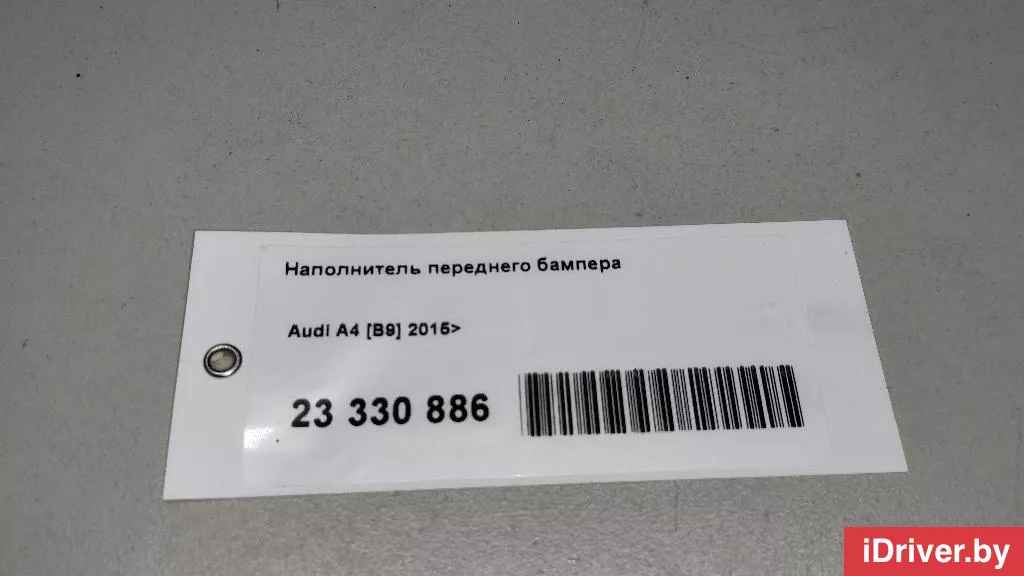 Наполнитель переднего бампера
Audi A4 [B9] 2015>
23 330 886
iDriver.by